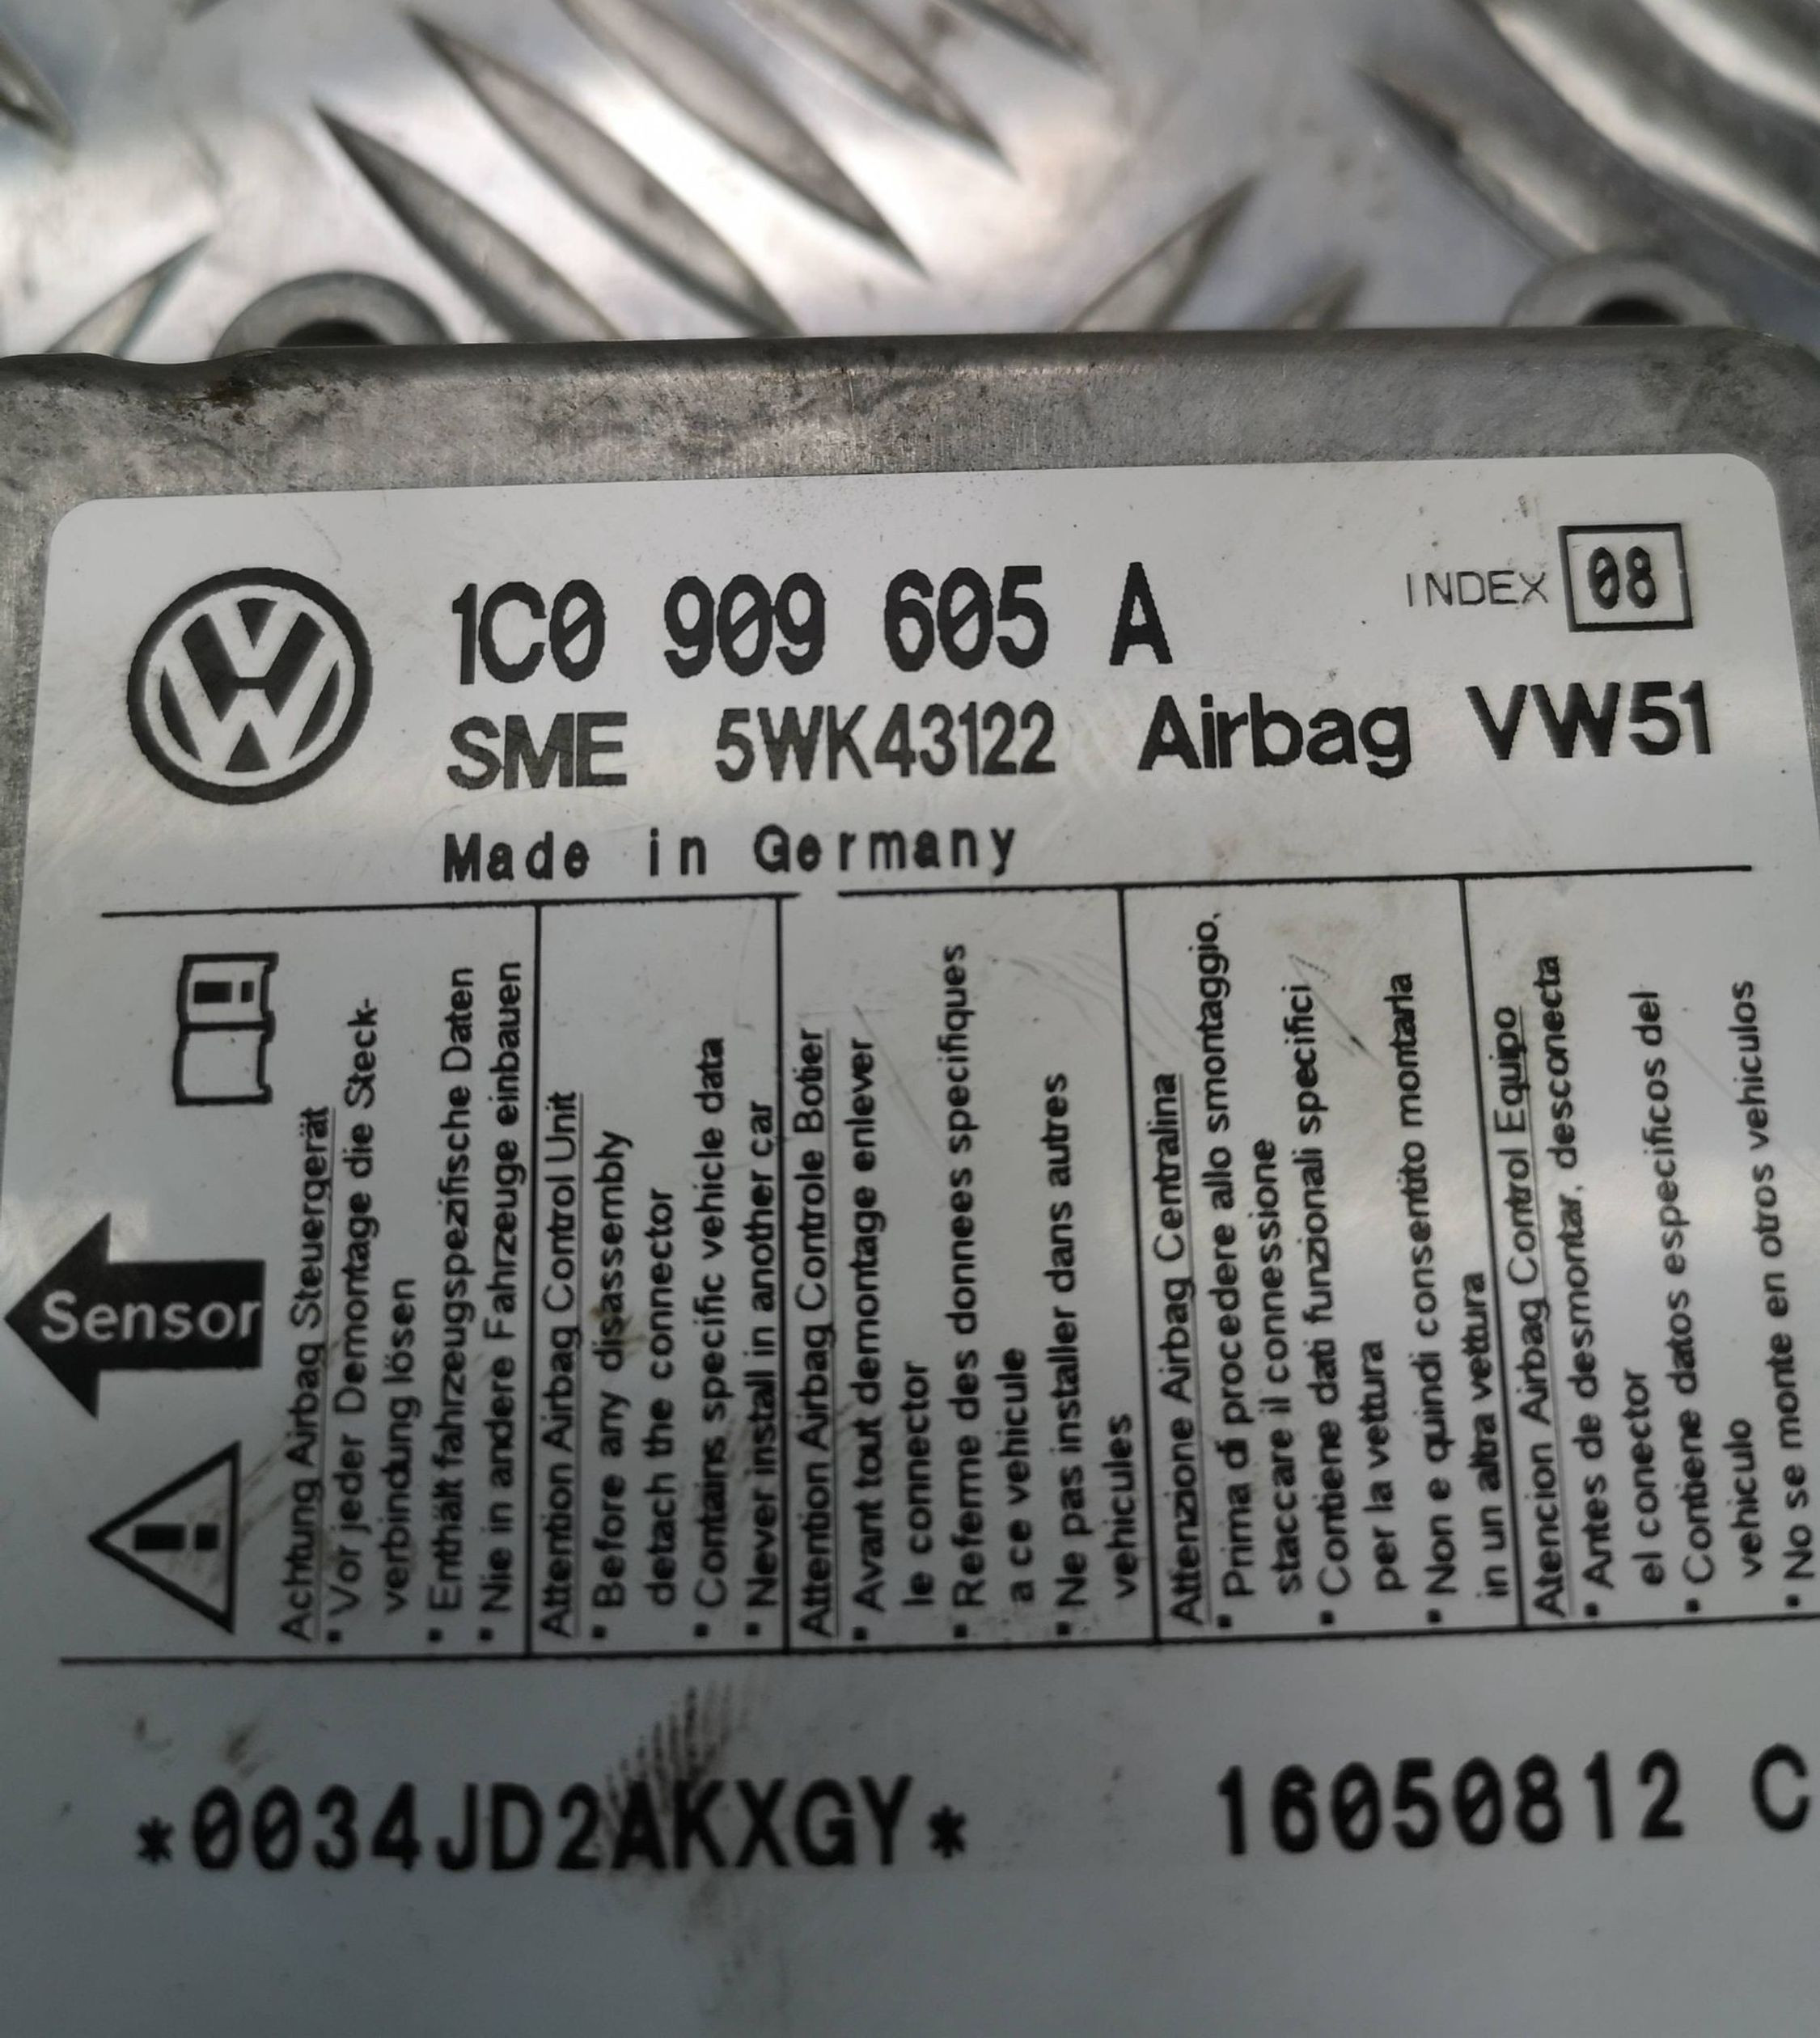 1C0 909 605 A
INDEX 08
SME 5WK43122 Airbag VW51
Made in Germany
Sensor
Achtung Airbag Steuergerät
▪ Vor jeder Demontage die Steck-
verbindung lösen
▪ Enthält fahrzeugspezifische Daten
▪ Nie in andere Fahrzeuge einbauen
Attention Airbag Control Unit
▪ Before any disassembly
detach the connector
▪ Contains specific vehicle data
▪ Never install in another car
Attention Airbag Controle Botier
▪ Avant tout demontage enlever
le connector
▪ Referme des donnees specifiques
a ce vehicule
▪ Ne pas installer dans autres
vehicules
Attenzione Airbag Centralina
▪ Prima di procedere allo smontaggio,
staccare il connessione
▪ Contiene dati funzionali specifici
per la vettura
▪ Non e quindi consentito montarla
in un altra vettura
Atencion Airbag Control Equipo
▪ Antes de desmontar, desconecta
el conector
▪ Contiene datos especificos del
vehiculo
▪ No se monte en otros vehiculos
*0034JD2AKXGY*
16050812 C